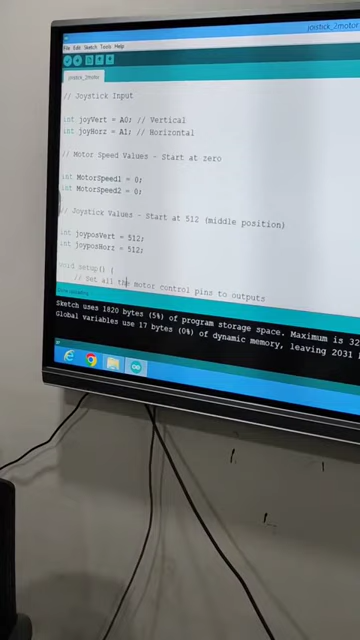 joystick_2motor
File Edit Sketch Tools Help
joystick_2motor
// Joystick Input
int joyVert = A0; // Vertical
int joyHorz = A1; // Horizontal
// Motor Speed Values - Start at zero
int MotorSpeed1 = 0;
int MotorSpeed2 = 0;
// Joystick Values - Start at 512 (middle position)
int joyposVert = 512;
int joyposHorz = 512;
void setup() {
// Set all the motor control pins to outputs
Sketch uses 1820 bytes (5%) of program storage space. Maximum is 32
Global variables use 17 bytes (0%) of dynamic memory, leaving 2031